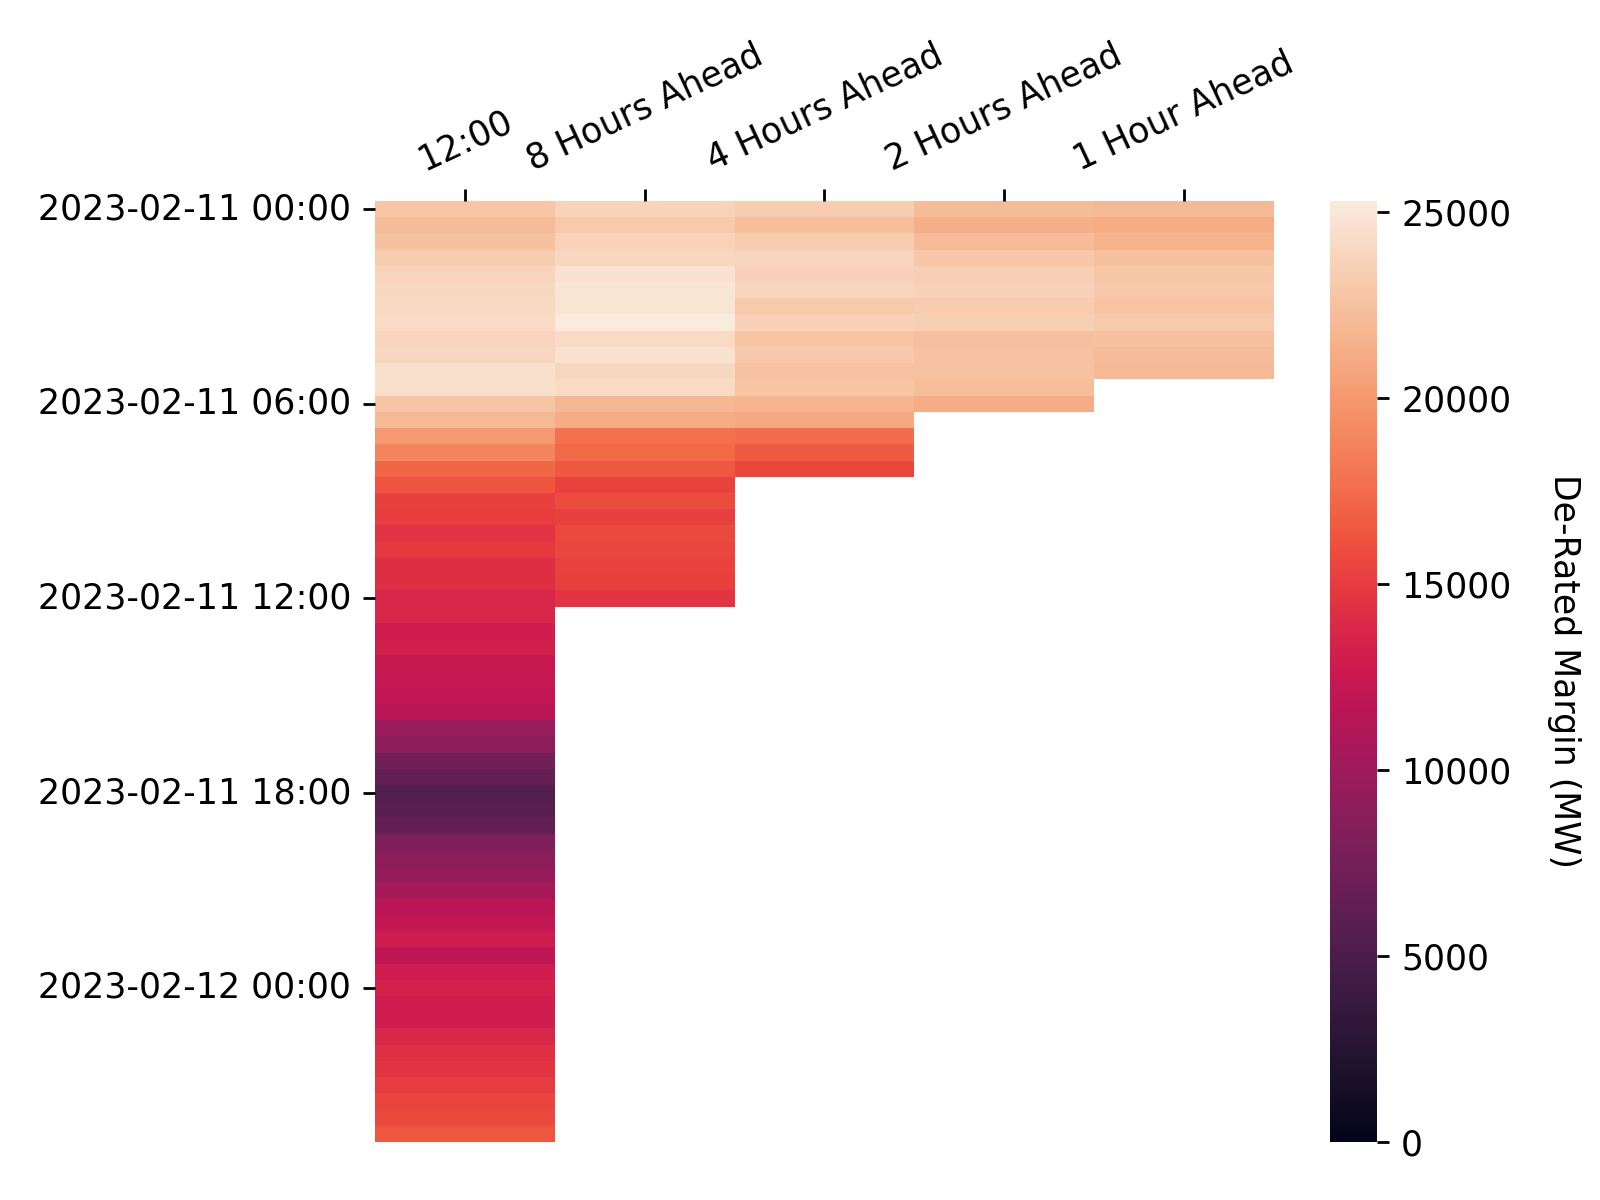 12:00
8 Hours Ahead
4 Hours Ahead
2 Hours Ahead
1 Hour Ahead
2023-02-11 00:00
2023-02-11 06:00
2023-02-11 12:00
2023-02-11 18:00
2023-02-12 00:00
25000
20000
15000
10000
5000
0
De-Rated Margin (MW)